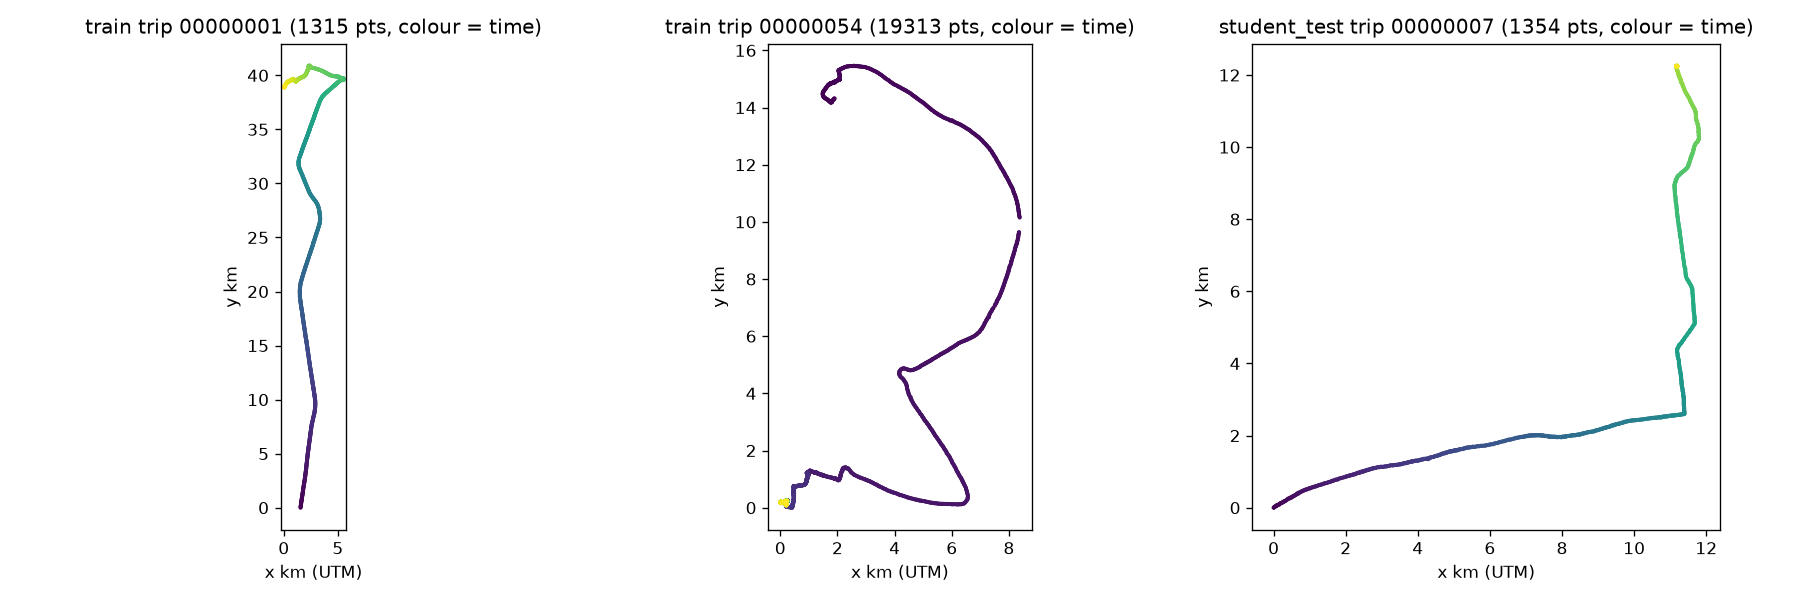 train trip 00000001 (1315 pts, colour = time)
40
35
30
25
20
15
10
5
0
y km
0 5
x km (UTM)
train trip 00000054 (19313 pts, colour = time)
16
14
12
10
8
6
4
2
0
y km
0 2 4 6 8
x km (UTM)
student_test trip 00000007 (1354 pts, colour = time)
12
10
8
6
4
2
0
y km
0 2 4 6 8 10 12
x km (UTM)